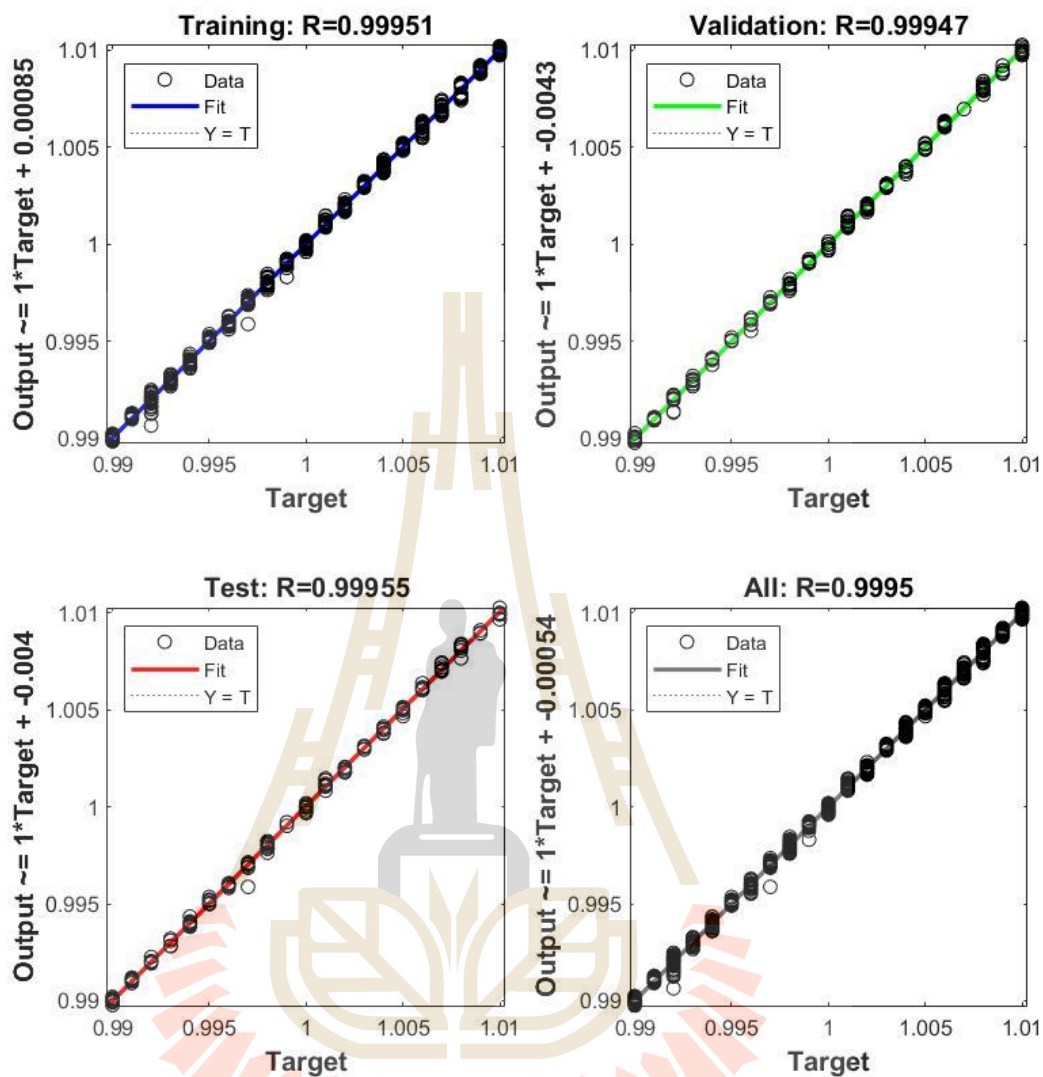 Training: R=0.99951
Output ~= 1*Target + 0.00085
1.01
1.005
1
0.995
0.99
Data
Fit
Y = T
0.99 0.995 1 1.005 1.01
Target
Validation: R=0.99947
Output ~= 1*Target + -0.0043
1.01
1.005
1
0.995
0.99
Data
Fit
Y = T
0.99 0.995 1 1.005 1.01
Target
Test: R=0.99955
Output ~= 1*Target + -0.004
1.01
1.005
1
0.995
0.99
Data
Fit
Y = T
0.99 0.995 1 1.005 1.01
Target
All: R=0.9995
Output ~= 1*Target + -0.00054
1.01
1.005
1
0.995
0.99
Data
Fit
Y = T
0.99 0.995 1 1.005 1.01
Target